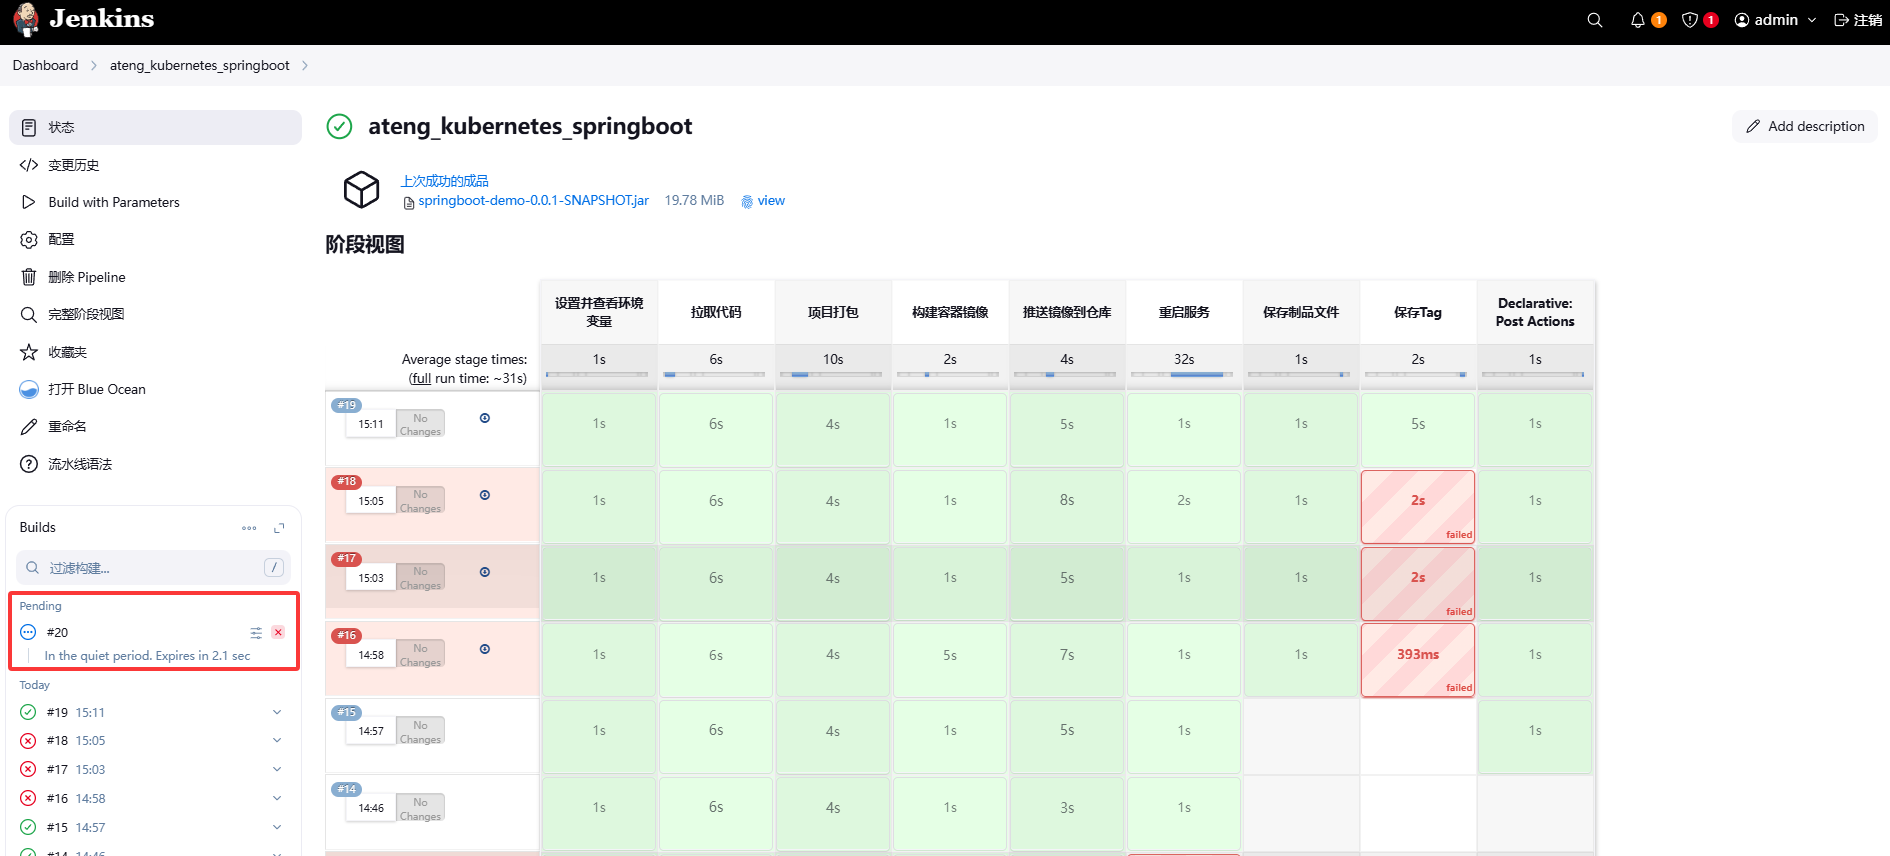 Jenkins
1
1
admin
注销
Dashboard
ateng_kubernetes_springboot
状态
变更历史
Build with Parameters
配置
删除 Pipeline
完整阶段视图
收藏夹
打开 Blue Ocean
重命名
流水线语法
Builds
过滤构建...
/
Pending
#20
In the quiet period. Expires in 2.1 sec
Today
#19 15:11
#18 15:05
#17 15:03
#16 14:58
#15 14:57
#14 14:46
ateng_kubernetes_springboot
Add description
上次成功的成品
springboot-demo-0.0.1-SNAPSHOT.jar 19.78 MiB view
阶段视图
设置并查看环境变量
拉取代码
项目打包
构建容器镜像
推送镜像到仓库
重启服务
保存制品文件
保存Tag
Declarative: Post Actions
Average stage times:
(full run time: ~31s)
1s 6s 10s 2s 4s 32s 1s 2s 1s
#19
15:11
No Changes
1s 6s 4s 1s 5s 1s 1s 5s 1s
#18
15:05
No Changes
1s 6s 4s 1s 8s 2s 1s 2s 1s
failed
#17
15:03
No Changes
1s 6s 4s 1s 5s 1s 1s 2s 1s
failed
#16
14:58
No Changes
1s 6s 4s 5s 7s 1s 1s 393ms 1s
failed
#15
14:57
No Changes
1s 6s 4s 1s 5s 1s 1s
#14
14:46
No Changes
1s 6s 4s 1s 3s 1s